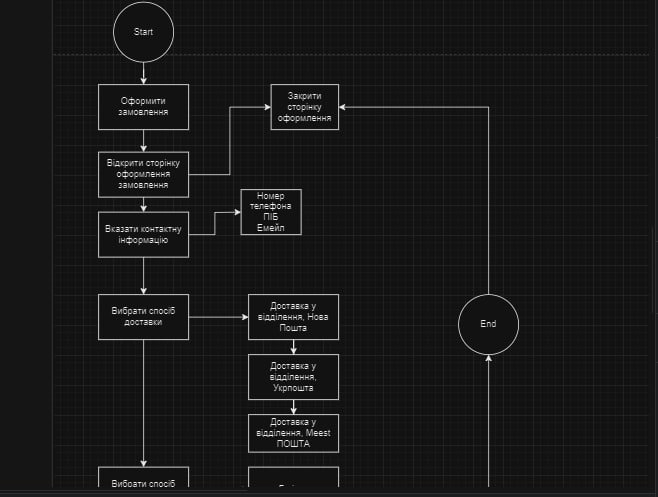 Start
Оформити
замовлення
Закрити
сторінку
оформлення
Відкрити сторінку
оформлення
замовлення
Номер
телефона
ПІБ
Емейл
Вказати контактну
інформацію
Вибрати спосіб
доставки
Доставка у
відділення, Нова
Пошта
End
Доставка у
відділення,
Укрпошта
Доставка у
відділення, Meest
ПОШТА
Вибрати спосіб